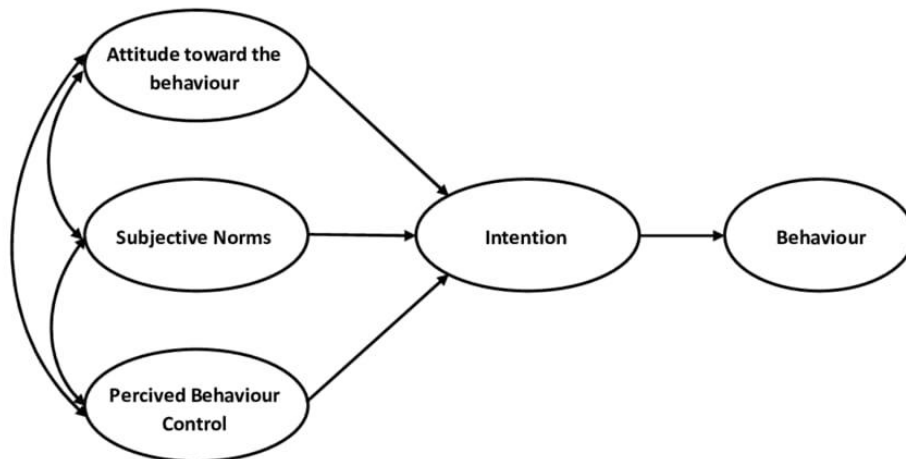 Attitude toward the
behaviour
Subjective Norms
Intention
Behaviour
Percived Behaviour
Control